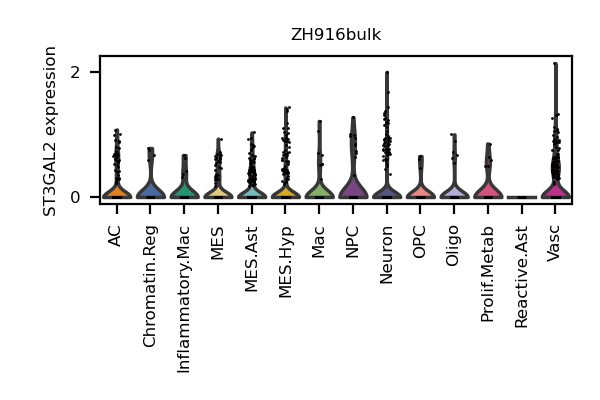 ZH916bulk
ST3GAL2 expression
2
0
AC
Chromatin.Reg
Inflammatory.Mac
MES
MES.Ast
MES.Hyp
Mac
NPC
Neuron
OPC
Oligo
Prolif.Metab
Reactive.Ast
Vasc